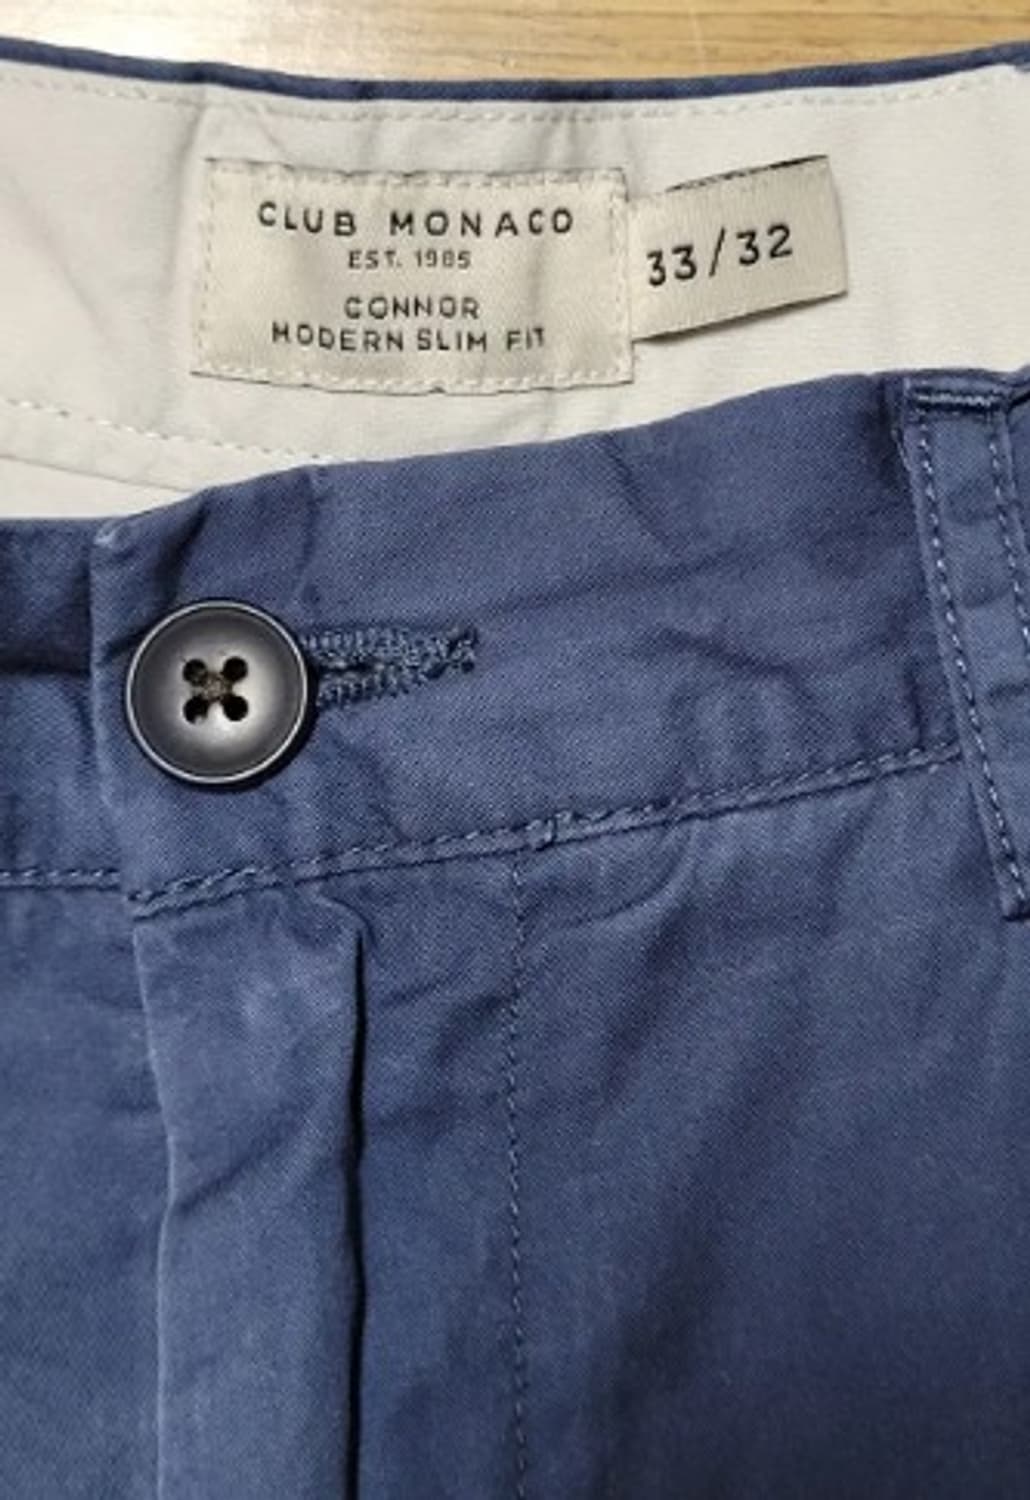 CLUB MONACO
EST. 1985
CONNOR
MODERN SLIM FIT
33/32